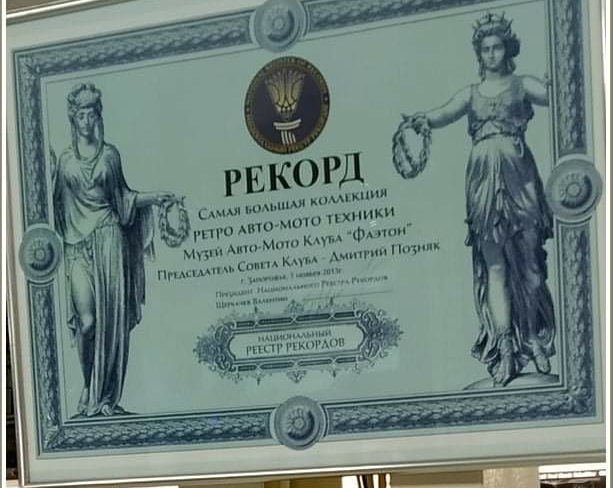 РЕКОРД
Самая большая коллекция
ретро авто-мото техники
Музей Авто-Мото Клуба "Фаэтон"
Председатель Совета Клуба - Дмитрий Позняк
г. Запорожье, 1 ноября 2013г.
Президент Национального Реестра Рекордов
Щербачев Валентин
НАЦИОНАЛЬНЫЙ
РЕЕСТР РЕКОРДОВ